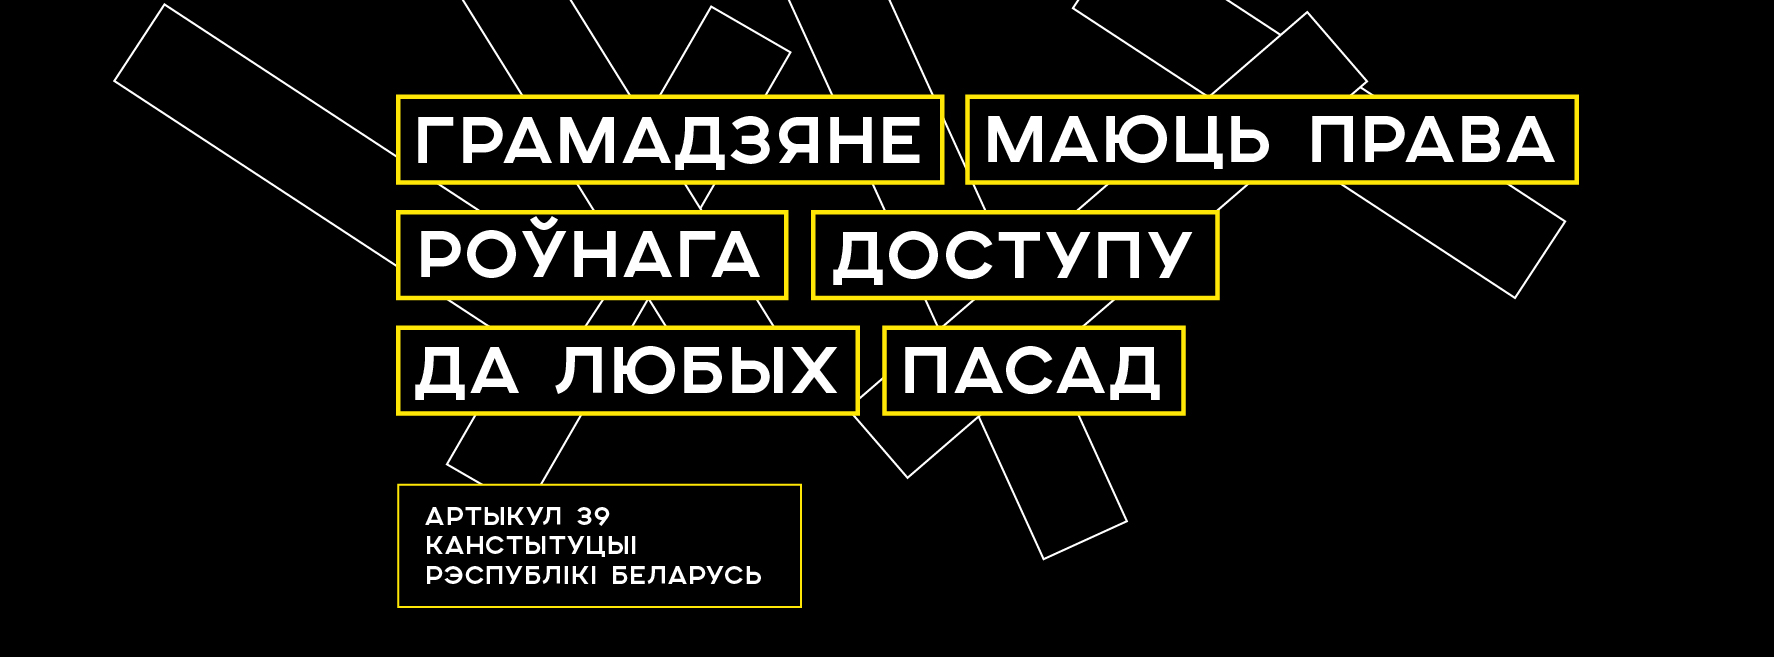 ГРАМАДЗЯНЕ МАЮЦЬ ПРАВА
РОЎНАГА ДОСТУПУ
ДА ЛЮБЫХ ПАСАД
АРТЫКУЛ 39
КАНСТЫТУЦЫІ
РЭСПУБЛІКІ БЕЛАРУСЬ